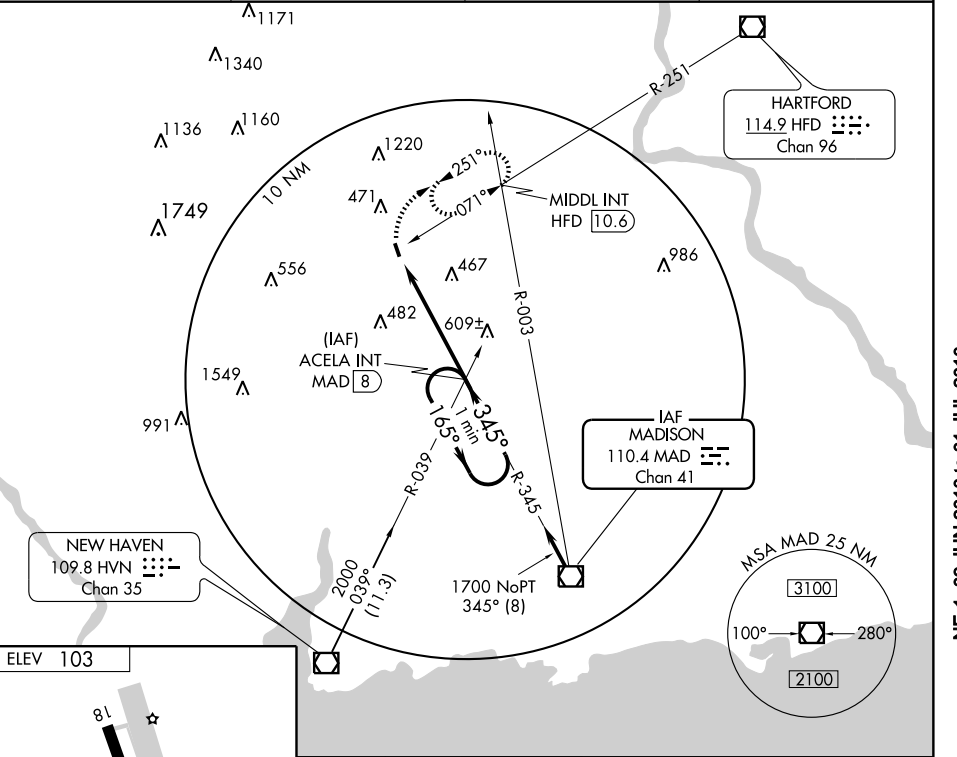 1171
1340
1136
1160
1220
471
1749
556
467
482
609±
1549
991
986
10 NM
R-251
HARTFORD
114.9 HFD
Chan 96
251°
071°
MIDDL INT
HFD 10.6
R-003
(IAF)
ACELA INT
MAD 8
165°
1 min
345°
R-345
R-039
IAF
MADISON
110.4 MAD
Chan 41
NEW HAVEN
109.8 HVN
Chan 35
2000
039°
(11.3)
1700 NoPT
345° (8)
MSA MAD 25 NM
3100
100°
280°
2100
ELEV 103
18